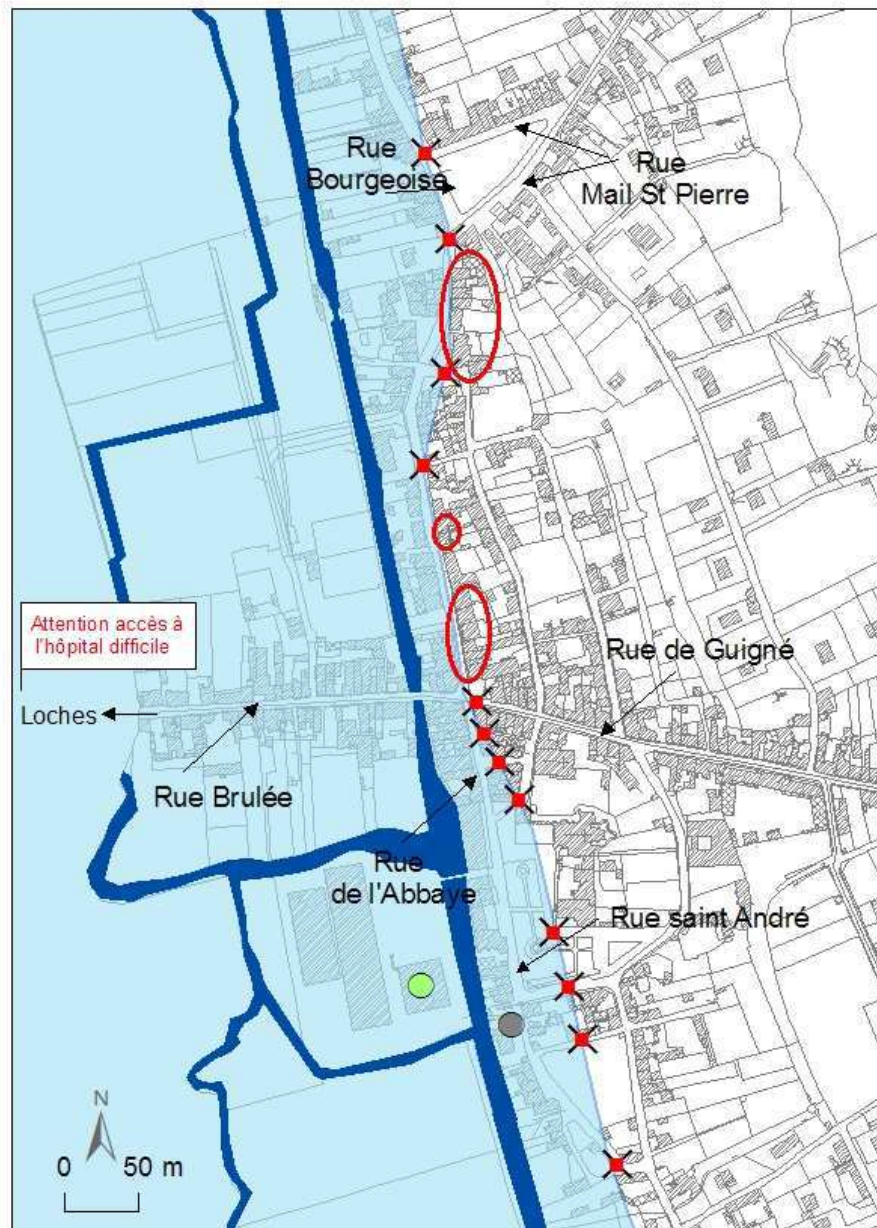 Rue
Bourgeoise
Rue
Mail St Pierre
Attention accès à
l'hôpital difficile
Rue de Guigné
Loches
Rue Brulée
Rue
de l'Abbaye
Rue saint André
N
0 50 m